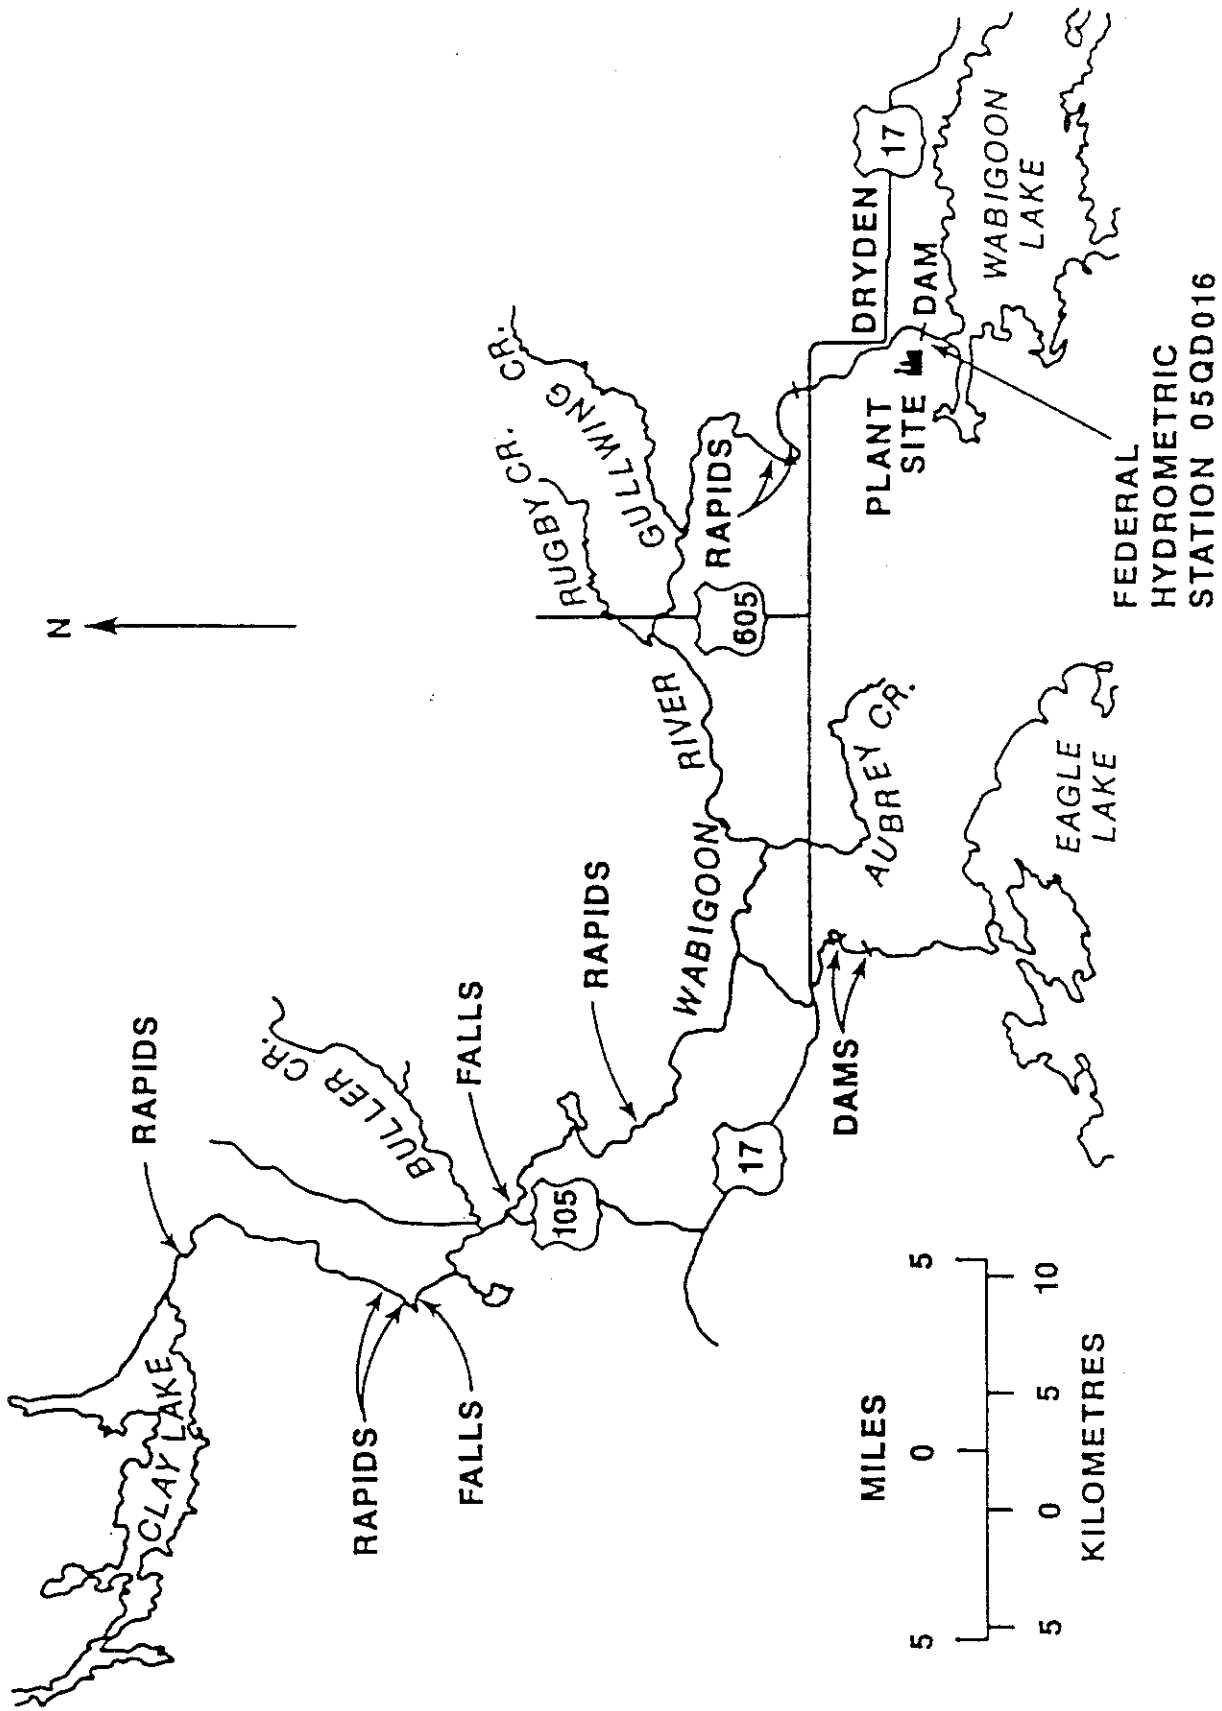 N
RAPIDS
CLAY LAKE
BULLER CR.
RAPIDS
FALLS
FALLS
105
RAPIDS
WABIGOON
RIVER
RUGBY CR.
GULLWING CR.
RAPIDS
605
17
17
DRYDEN
DAMS
AUBREY CR.
PLANT
SITE
DAM
WABIGOON
LAKE
EAGLE
LAKE
FEDERAL
HYDROMETRIC
STATION 05QD016
MILES
5 0 5
5 0 5 10
KILOMETRES